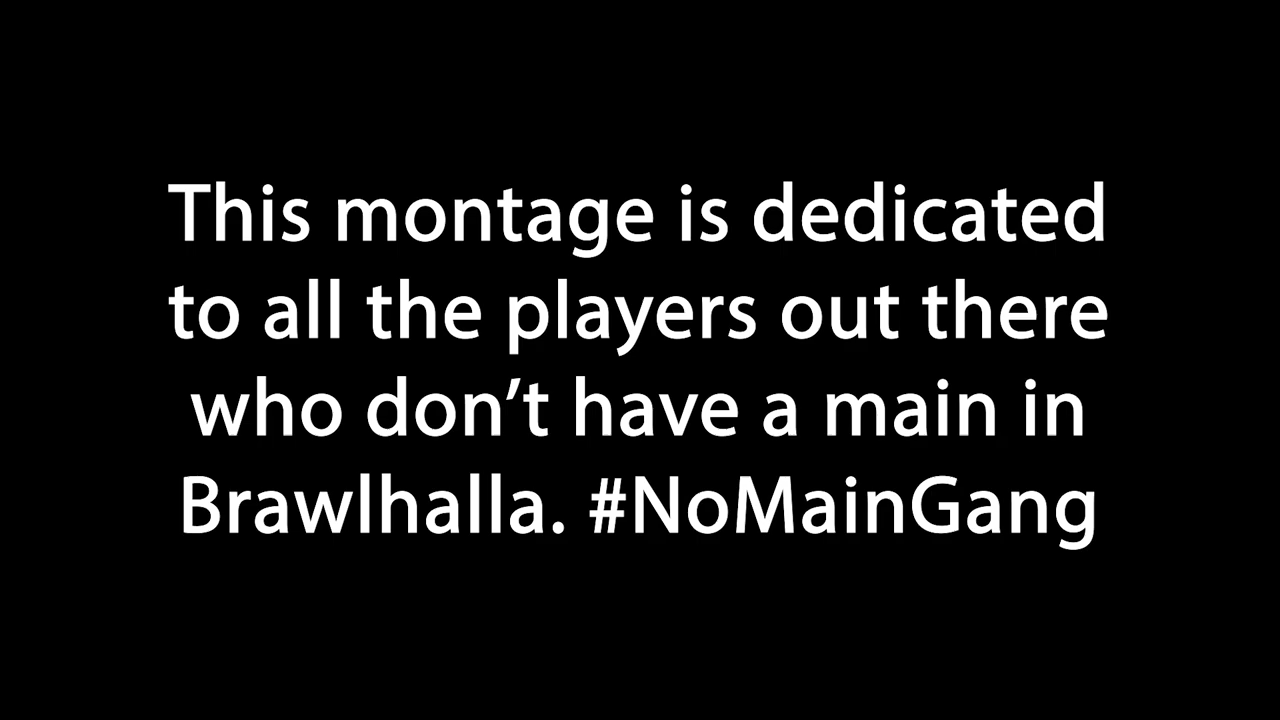 This montage is dedicated
to all the players out there
who don’t have a main in
Brawlhalla. #NoMainGang